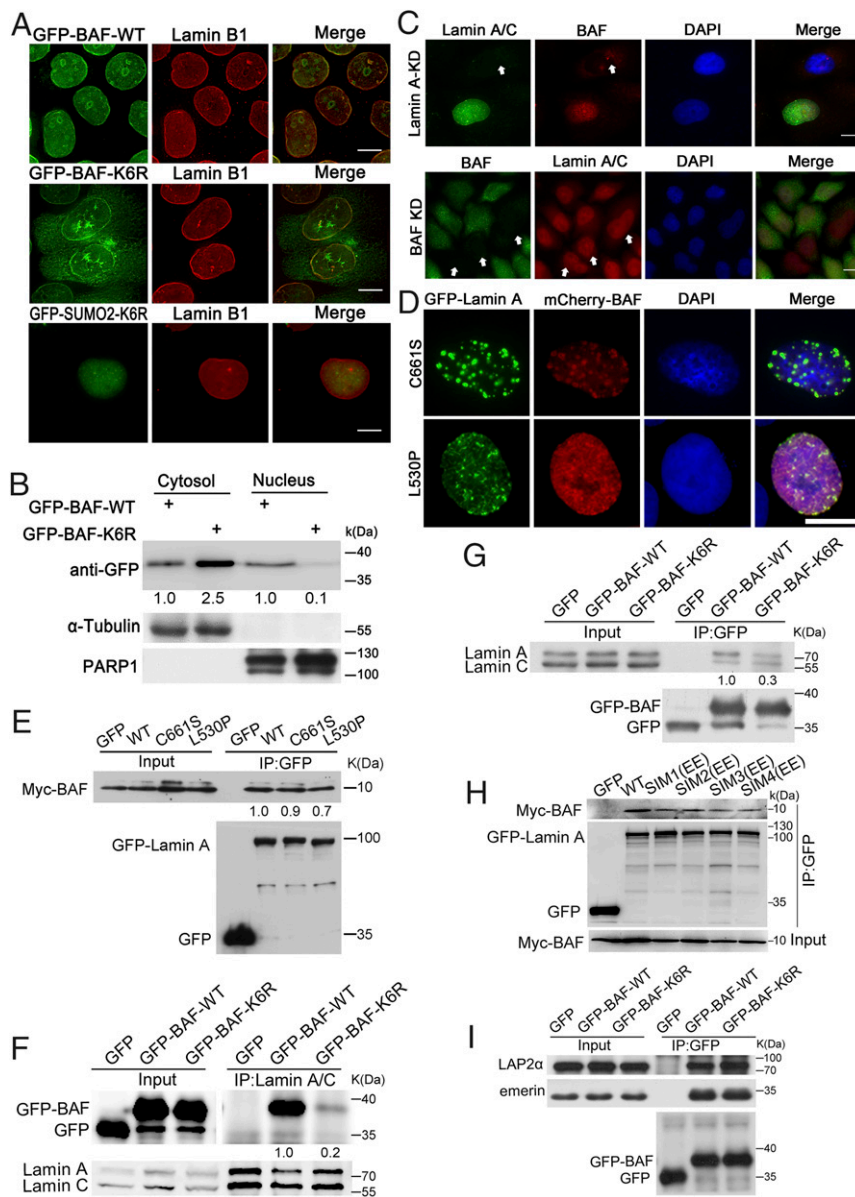 A
GFP-BAF-WT Lamin B1 Merge
GFP-BAF-K6R Lamin B1 Merge
GFP-SUMO2-K6R Lamin B1 Merge
B
Cytosol Nucleus
GFP-BAF-WT + +
GFP-BAF-K6R + + k(Da)
anti-GFP 40 35
1.0 2.5 1.0 0.1
α-Tubulin 55
PARP1 130 100
C
Lamin A/C BAF DAPI Merge
Lamin A-KD
BAF Lamin A/C DAPI Merge
BAF KD
D
GFP-Lamin A mCherry-BAF DAPI Merge
C661S
L530P
E
GFP WT C661S L530P GFP WT C661S L530P
Input IP:GFP K(Da)
Myc-BAF 10
1.0 0.9 0.7
GFP-Lamin A 100
GFP 35
F
GFP GFP-BAF-WT GFP-BAF-K6R GFP GFP-BAF-WT GFP-BAF-K6R
Input IP:Lamin A/C K(Da)
GFP-BAF 40
GFP 35
1.0 0.2
Lamin A 70
Lamin C 55
G
GFP GFP-BAF-WT GFP-BAF-K6R GFP GFP-BAF-WT GFP-BAF-K6R
Input IP:GFP K(Da)
Lamin A 70
Lamin C 55
1.0 0.3
GFP-BAF 40
GFP 35
H
GFP WT SIM1(EE) SIM2(EE) SIM3(EE) SIM4(EE)
k(Da)
Myc-BAF 10
GFP-Lamin A 130 100
35
GFP
IP:GFP
Myc-BAF 10 Input
I
GFP GFP-BAF-WT GFP-BAF-K6R GFP GFP-BAF-WT GFP-BAF-K6R
Input IP:GFP K(Da)
LAP2α 100 70
emerin 35
GFP-BAF 40
GFP 35